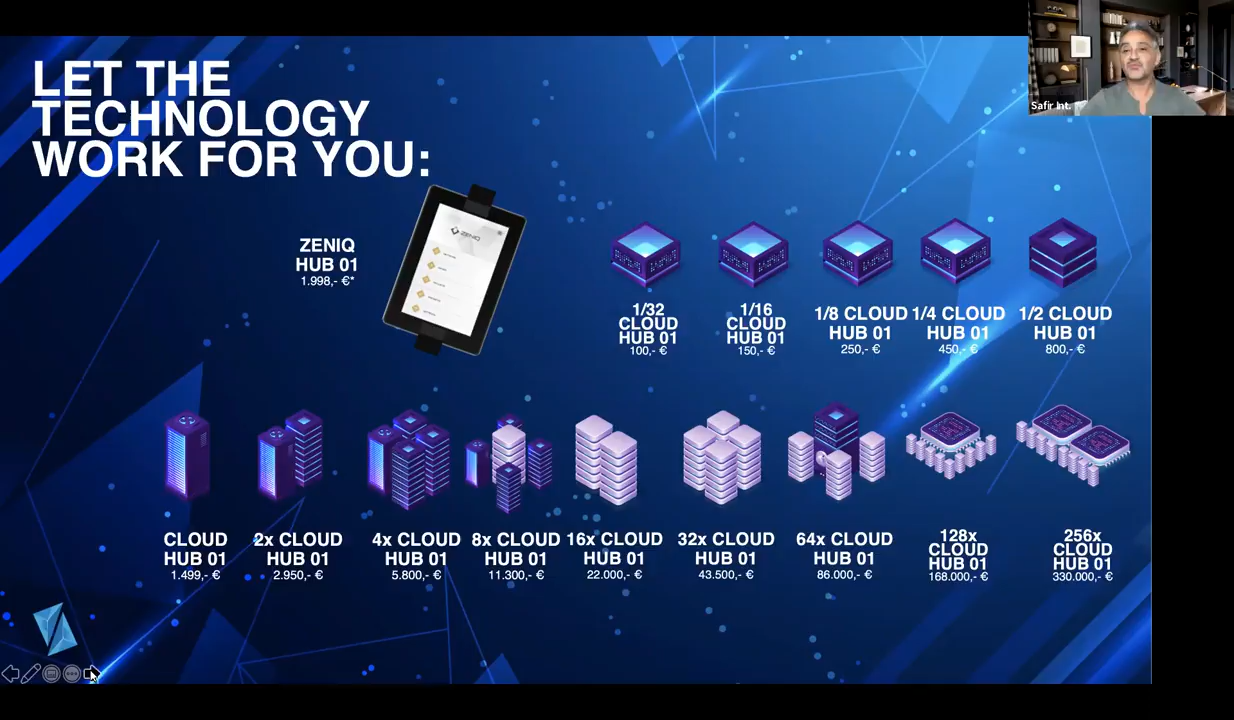 LET THE
TECHNOLOGY
WORK FOR YOU:
Safir Int.
ZENIQ
HUB 01
1.998,- €*
ZENIQ
1/32
CLOUD
HUB 01
100,- €
1/16
CLOUD
HUB 01
150,- €
1/8 CLOUD
HUB 01
250,- €
1/4 CLOUD
HUB 01
450,- €
1/2 CLOUD
HUB 01
800,- €
CLOUD
HUB 01
1.499,- €
2x CLOUD
HUB 01
2.950,- €
4x CLOUD
HUB 01
5.800,- €
8x CLOUD
HUB 01
11.300,- €
16x CLOUD
HUB 01
22.000,- €
32x CLOUD
HUB 01
43.500,- €
64x CLOUD
HUB 01
86.000,- €
128x
CLOUD
HUB 01
168.000,- €
256x
CLOUD
HUB 01
330.000,- €